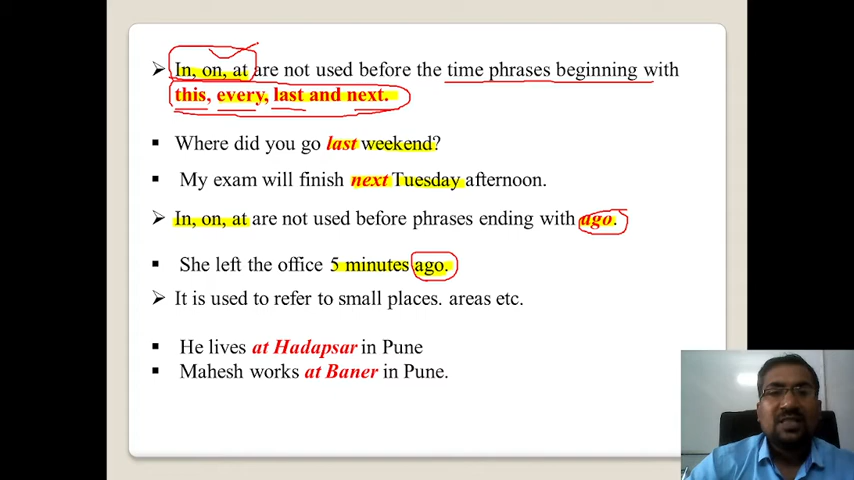 In, on, at are not used before the time phrases beginning with
this, every, last and next.
Where did you go last weekend?
My exam will finish next Tuesday afternoon.
In, on, at are not used before phrases ending with ago.
She left the office 5 minutes ago.
It is used to refer to small places. areas etc.
He lives at Hadapsar in Pune
Mahesh works at Baner in Pune.